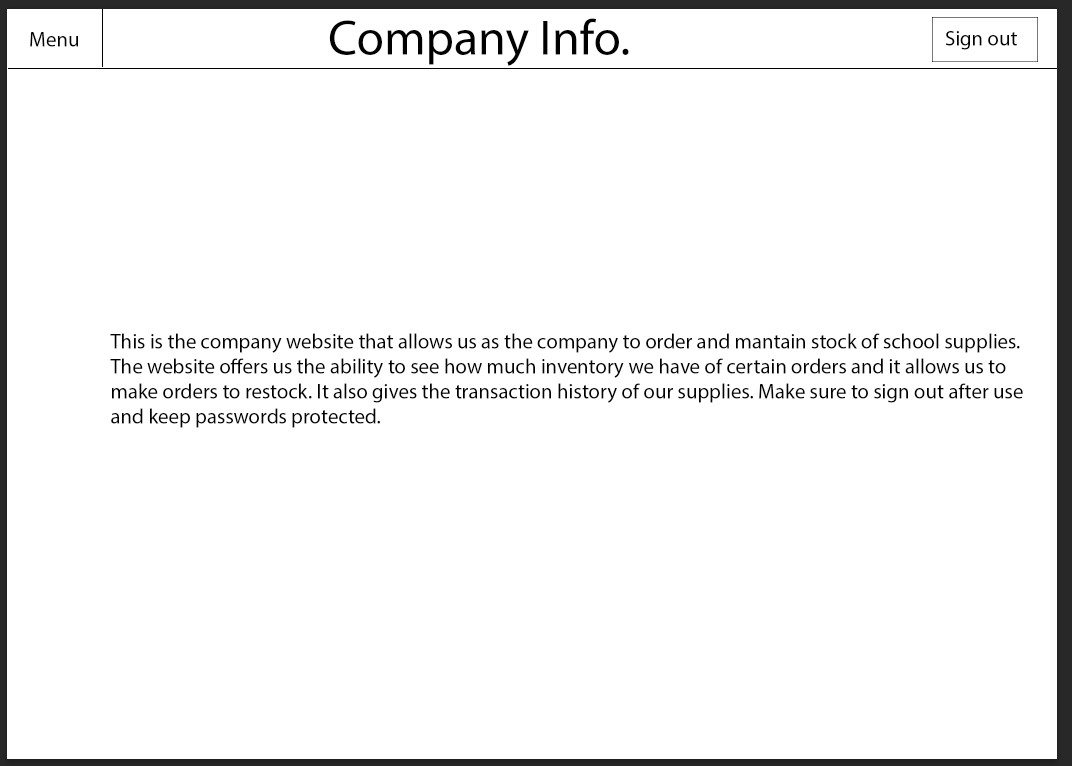 Menu
Company Info.
Sign out
This is the company website that allows us as the company to order and mantain stock of school supplies.
The website offers us the ability to see how much inventory we have of certain orders and it allows us to
make orders to restock. It also gives the transaction history of our supplies. Make sure to sign out after use
and keep passwords protected.